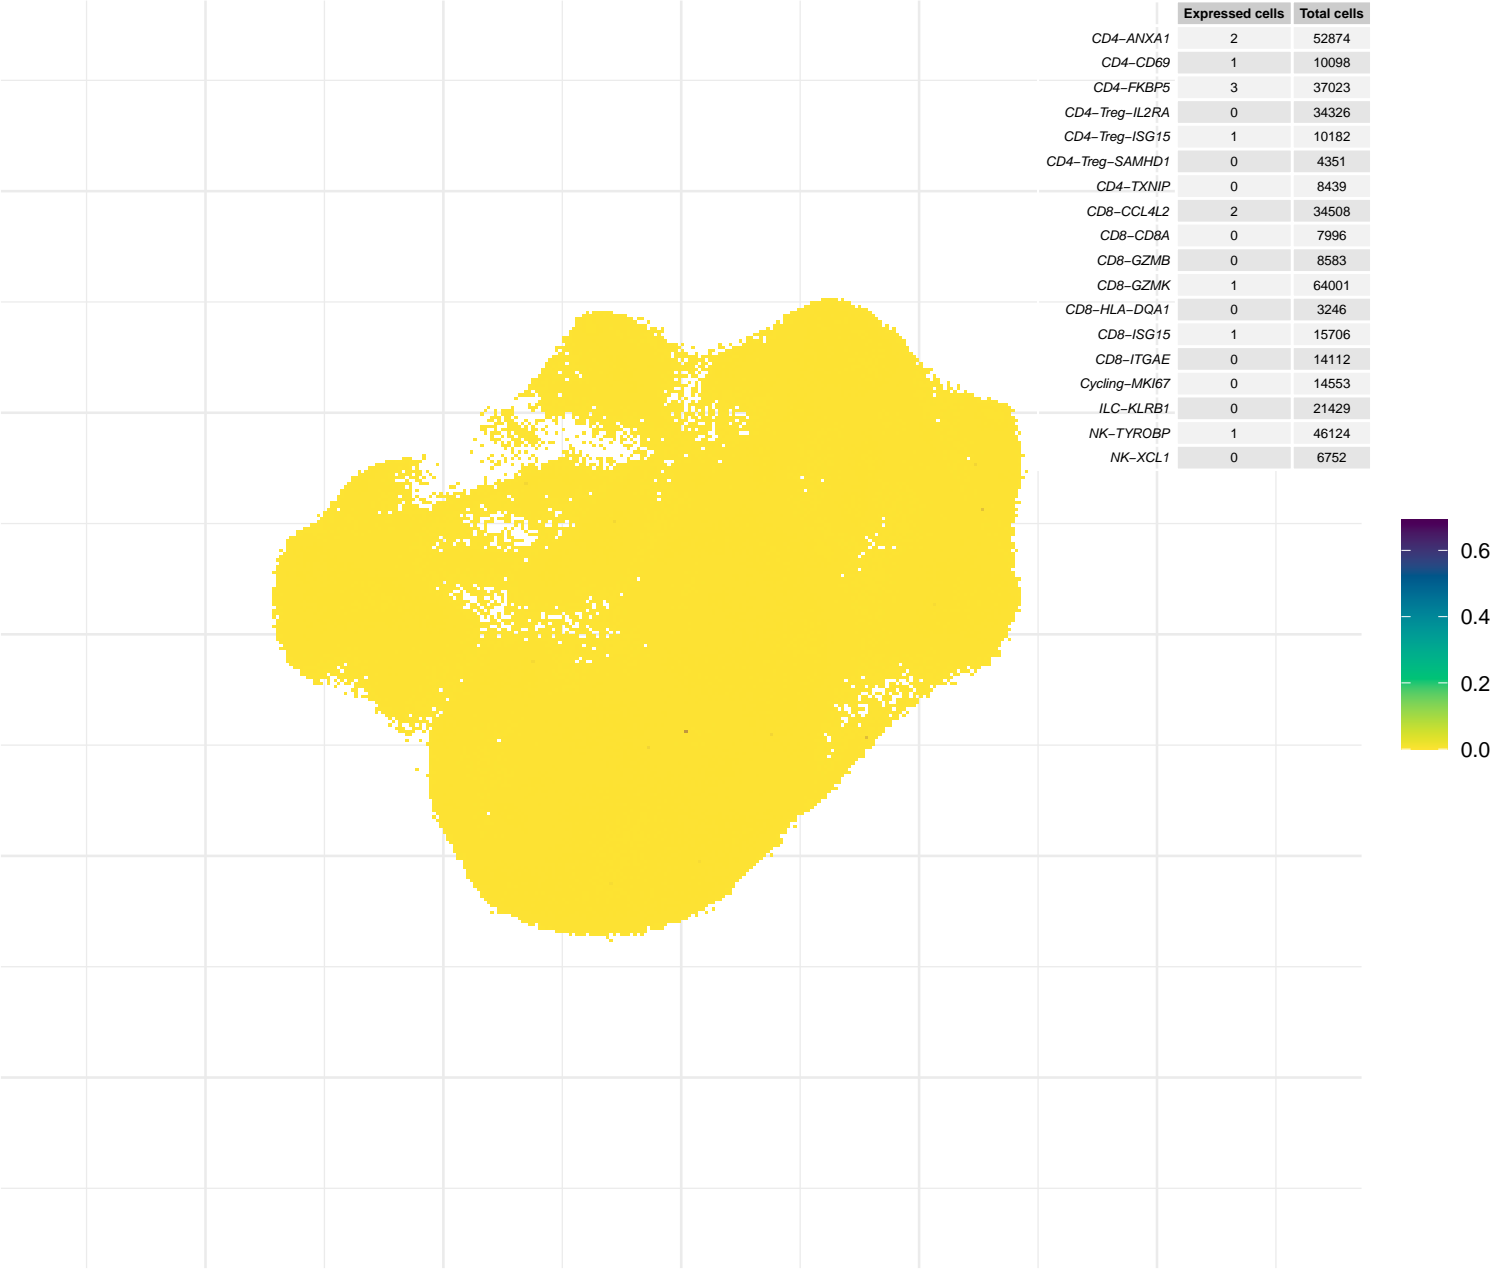 Expressed cells Total cells
CD4−ANXA1 2 52874
CD4−CD69 1 10098
CD4−FKBP5 3 37023
CD4−Treg−IL2RA 0 34326
CD4−Treg−ISG15 1 10182
CD4−Treg−SAMHD1 0 4351
CD4−TXNIP 0 8439
CD8−CCL4L2 2 34508
CD8−CD8A 0 7996
CD8−GZMB 0 8583
CD8−GZMK 1 64001
CD8−HLA−DQA1 0 3246
CD8−ISG15 1 15706
CD8−ITGAE 0 14112
Cycling−MKI67 0 14553
ILC−KLRB1 0 21429
NK−TYROBP 1 46124
NK−XCL1 0 6752
0.6
0.4
0.2
0.0